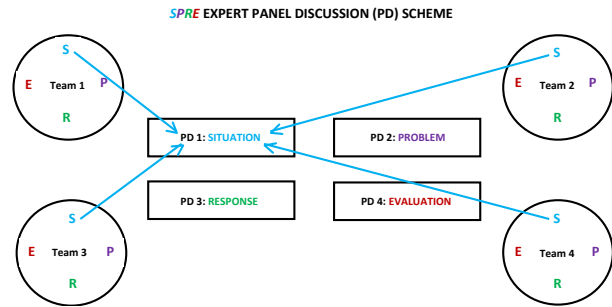 SPRE EXPERT PANEL DISCUSSION (PD) SCHEME
S
E Team 1 P
R
S
E Team 2 P
R
PD 1: SITUATION
PD 2: PROBLEM
PD 3: RESPONSE
PD 4: EVALUATION
S
E Team 3 P
R
S
E Team 4 P
R